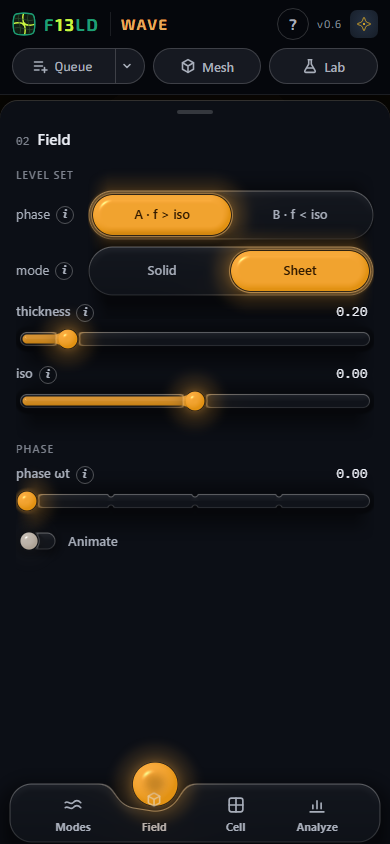 F13LD WAVE ? v0.6
Queue Mesh Lab
02 Field
LEVEL SET
phase i A · f > iso B · f < iso
mode i Solid Sheet
thickness i 0.20
iso i 0.00
PHASE
phase ωt i 0.00
Animate
Modes Field Cell Analyze